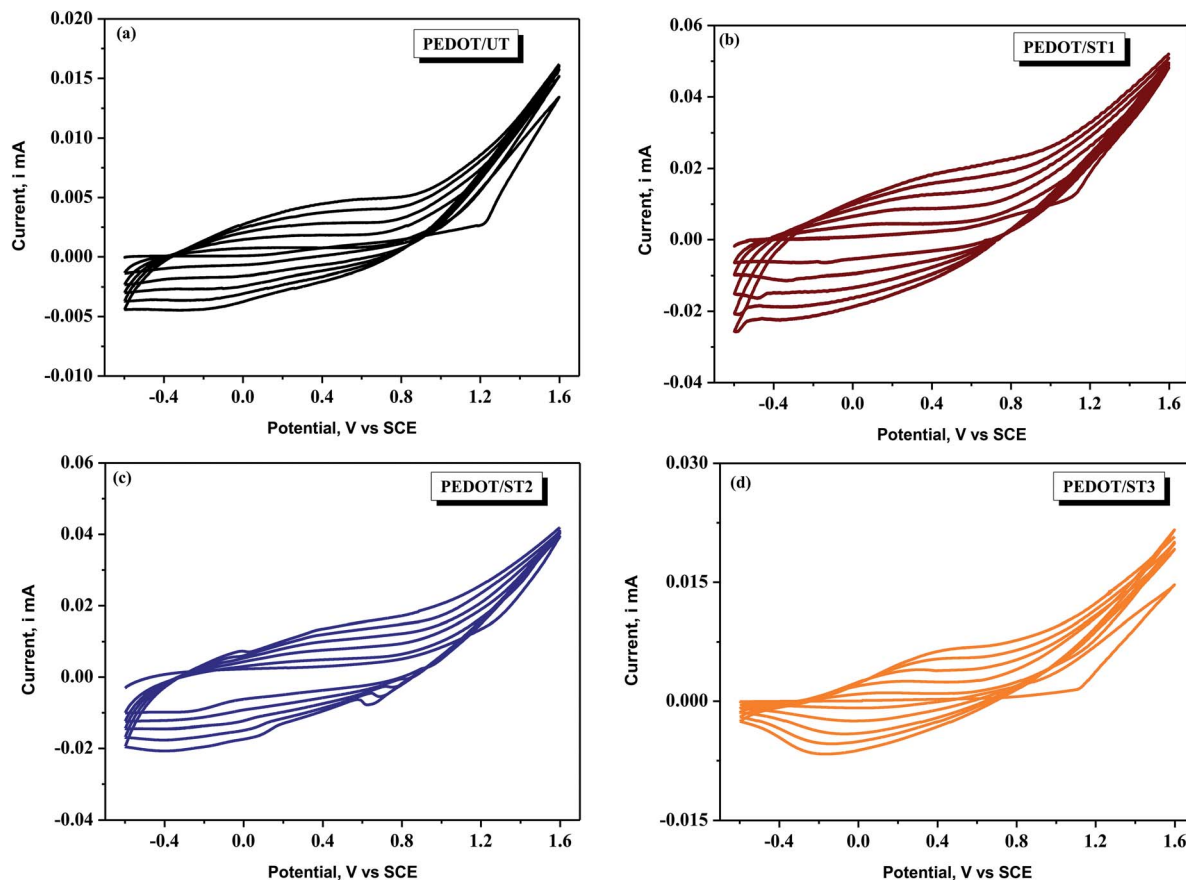 (a)
PEDOT/UT
0.020
0.015
0.010
0.005
0.000
-0.005
-0.010
Current, i mA
-0.4 0.0 0.4 0.8 1.2 1.6
Potential, V vs SCE
(b)
PEDOT/ST1
0.06
0.04
0.02
0.00
-0.02
-0.04
Current, i mA
-0.4 0.0 0.4 0.8 1.2 1.6
Potential, V vs SCE
(c)
PEDOT/ST2
0.06
0.04
0.02
0.00
-0.02
-0.04
Current, i mA
-0.4 0.0 0.4 0.8 1.2 1.6
Potential, V vs SCE
(d)
PEDOT/ST3
0.030
0.015
0.000
-0.015
Current, i mA
-0.4 0.0 0.4 0.8 1.2 1.6
Potential, V vs SCE